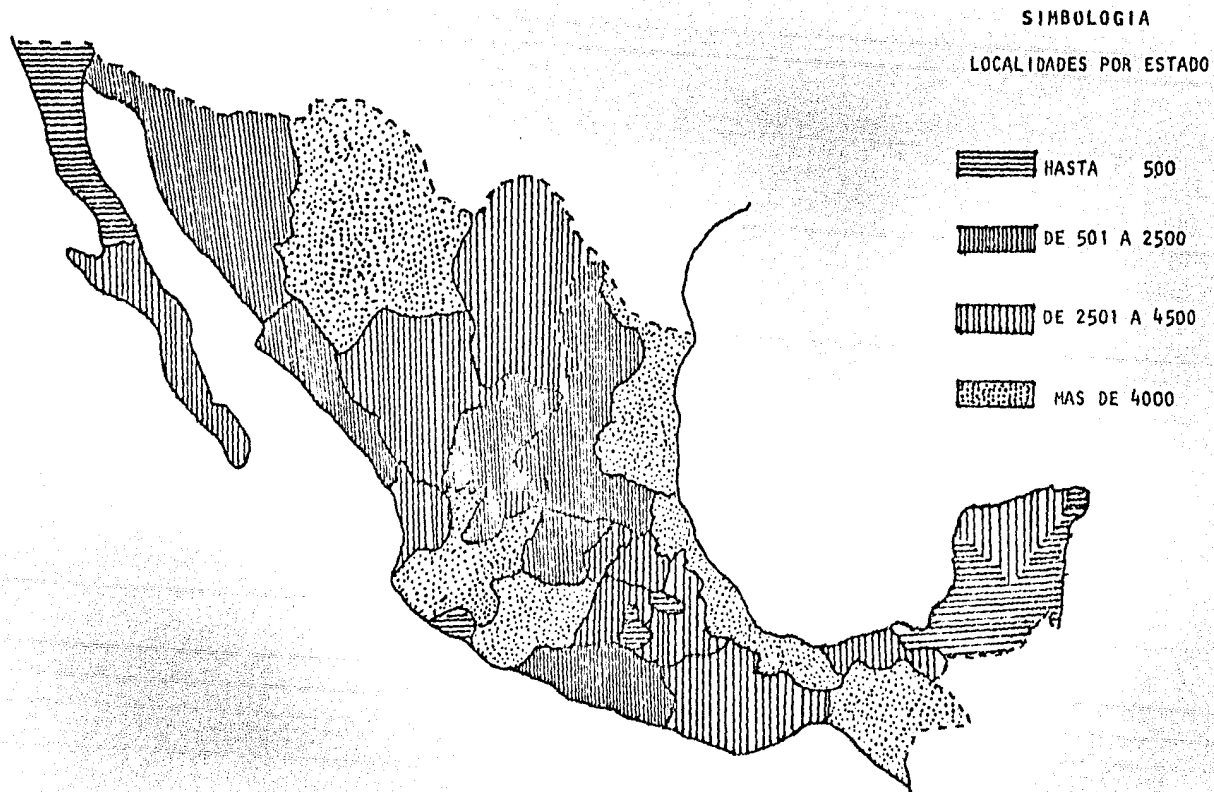 SIMBOLOGIA
LOCALIDADES POR ESTADO
HASTA 500
DE 501 A 2500
DE 2501 A 4500
MAS DE 4000